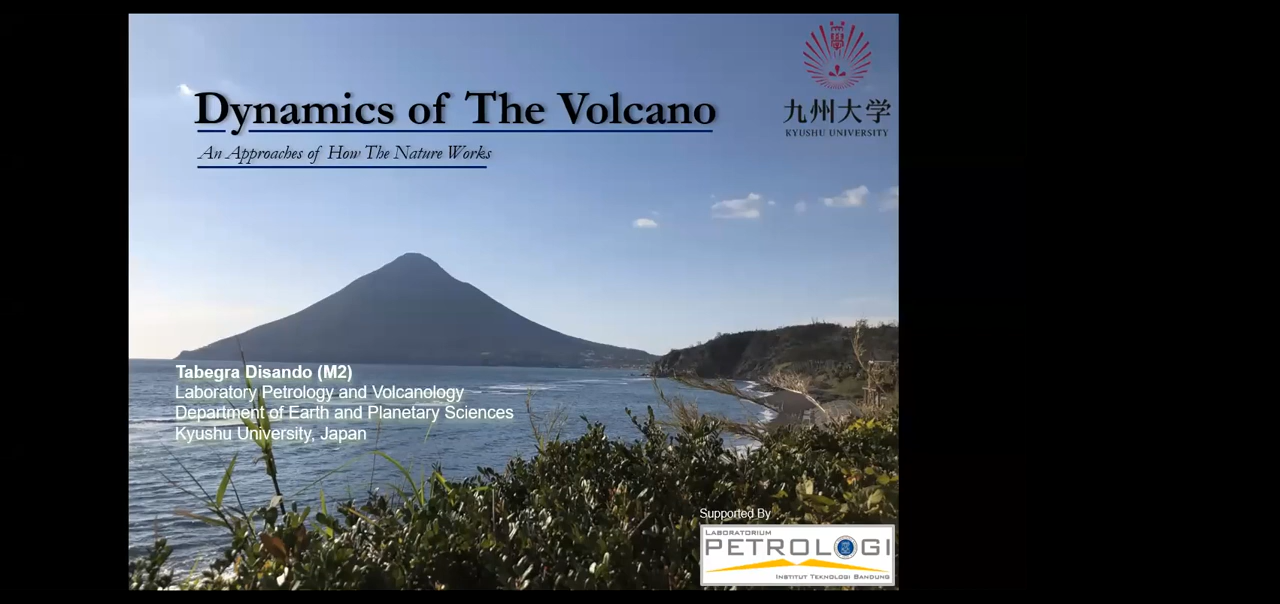 Dynamics of The Volcano
An Approaches of How The Nature Works
九州大学
KYUSHU UNIVERSITY
Tabegra Disando (M2)
Laboratory Petrology and Volcanology
Department of Earth and Planetary Sciences
Kyushu University, Japan
Supported By
LABORATORIUM
PETROLOGI
INSTITUT TEKNOLOGI BANDUNG